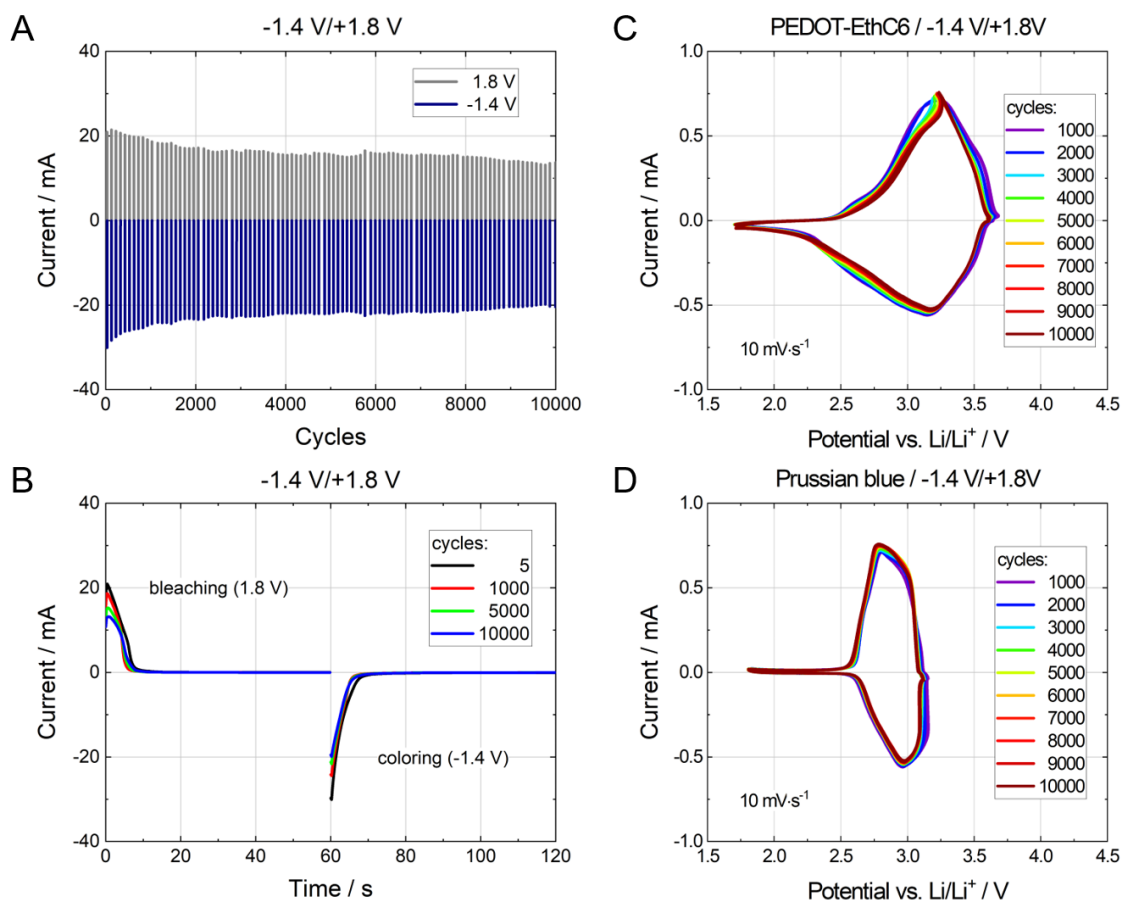 A
-1.4 V/+1.8 V
1.8 V
-1.4 V
40
20
0
-20
-40
Current / mA
0
2000
4000
6000
8000
10000
Cycles
B
-1.4 V/+1.8 V
cycles:
5
1000
5000
10000
bleaching (1.8 V)
coloring (-1.4 V)
40
20
0
-20
-40
Current / mA
0
20
40
60
80
100
120
Time / s
C
PEDOT-EthC6 / -1.4 V/+1.8V
cycles:
1000
2000
3000
4000
5000
6000
7000
8000
9000
10000
10 mV·s⁻¹
1.0
0.5
0.0
-0.5
-1.0
Current / mA
1.5
2.0
2.5
3.0
3.5
4.0
4.5
Potential vs. Li/Li⁺ / V
D
Prussian blue / -1.4 V/+1.8V
cycles:
1000
2000
3000
4000
5000
6000
7000
8000
9000
10000
10 mV·s⁻¹
1.0
0.5
0.0
-0.5
-1.0
Current / mA
1.5
2.0
2.5
3.0
3.5
4.0
4.5
Potential vs. Li/Li⁺ / V